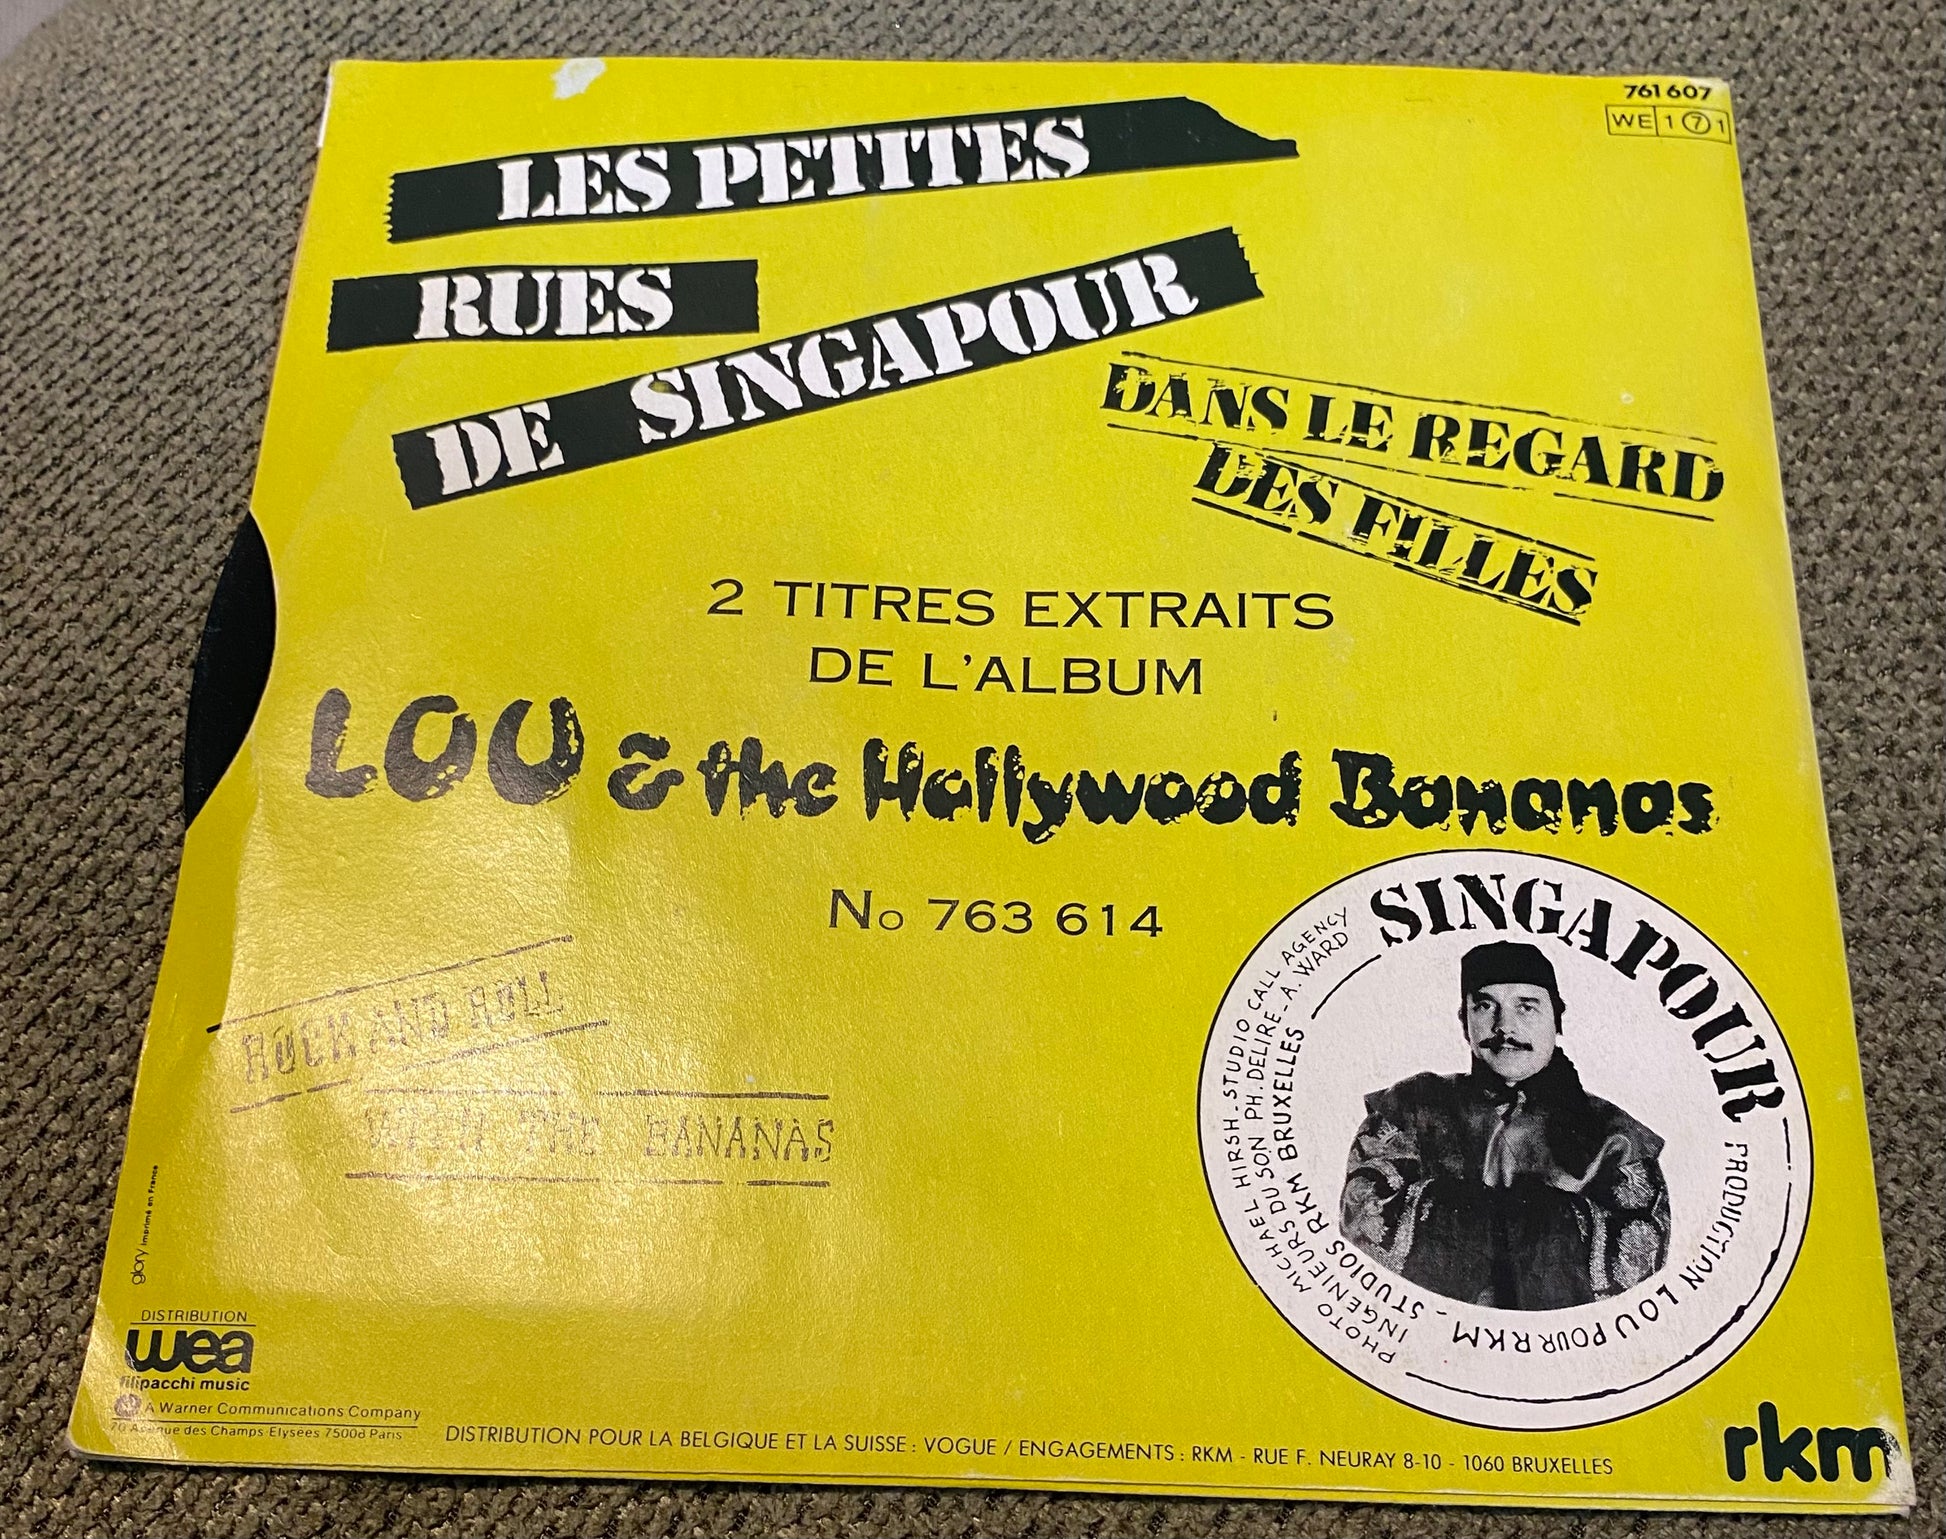 761 607
WE 1 7 1
LES PETITES
RUES
DE SINGAPOUR
DANS LE REGARD
DES FILLES
2 TITRES EXTRAITS
DE L'ALBUM
LOU & the Hollywood Bananas
No 763 614
ROCK AND ROLL
WITH THE BANANAS
SINGAPOUR
PRODUCTION LOU POUR RKM - STUDIOS RKM BRUXELLES
INGENIEURS DU SON PH. DELIRE - A. WARD
PHOTO MICHAEL HIRSH - STUDIO CALL AGENCY
glory imprimé en France
DISTRIBUTION
wea
filipacchi music
A Warner Communications Company
70 Avenue des Champs Elysées 75008 Paris
DISTRIBUTION POUR LA BELGIQUE ET LA SUISSE : VOGUE / ENGAGEMENTS : RKM - RUE F. NEURAY 8-10 - 1060 BRUXELLES
rkm